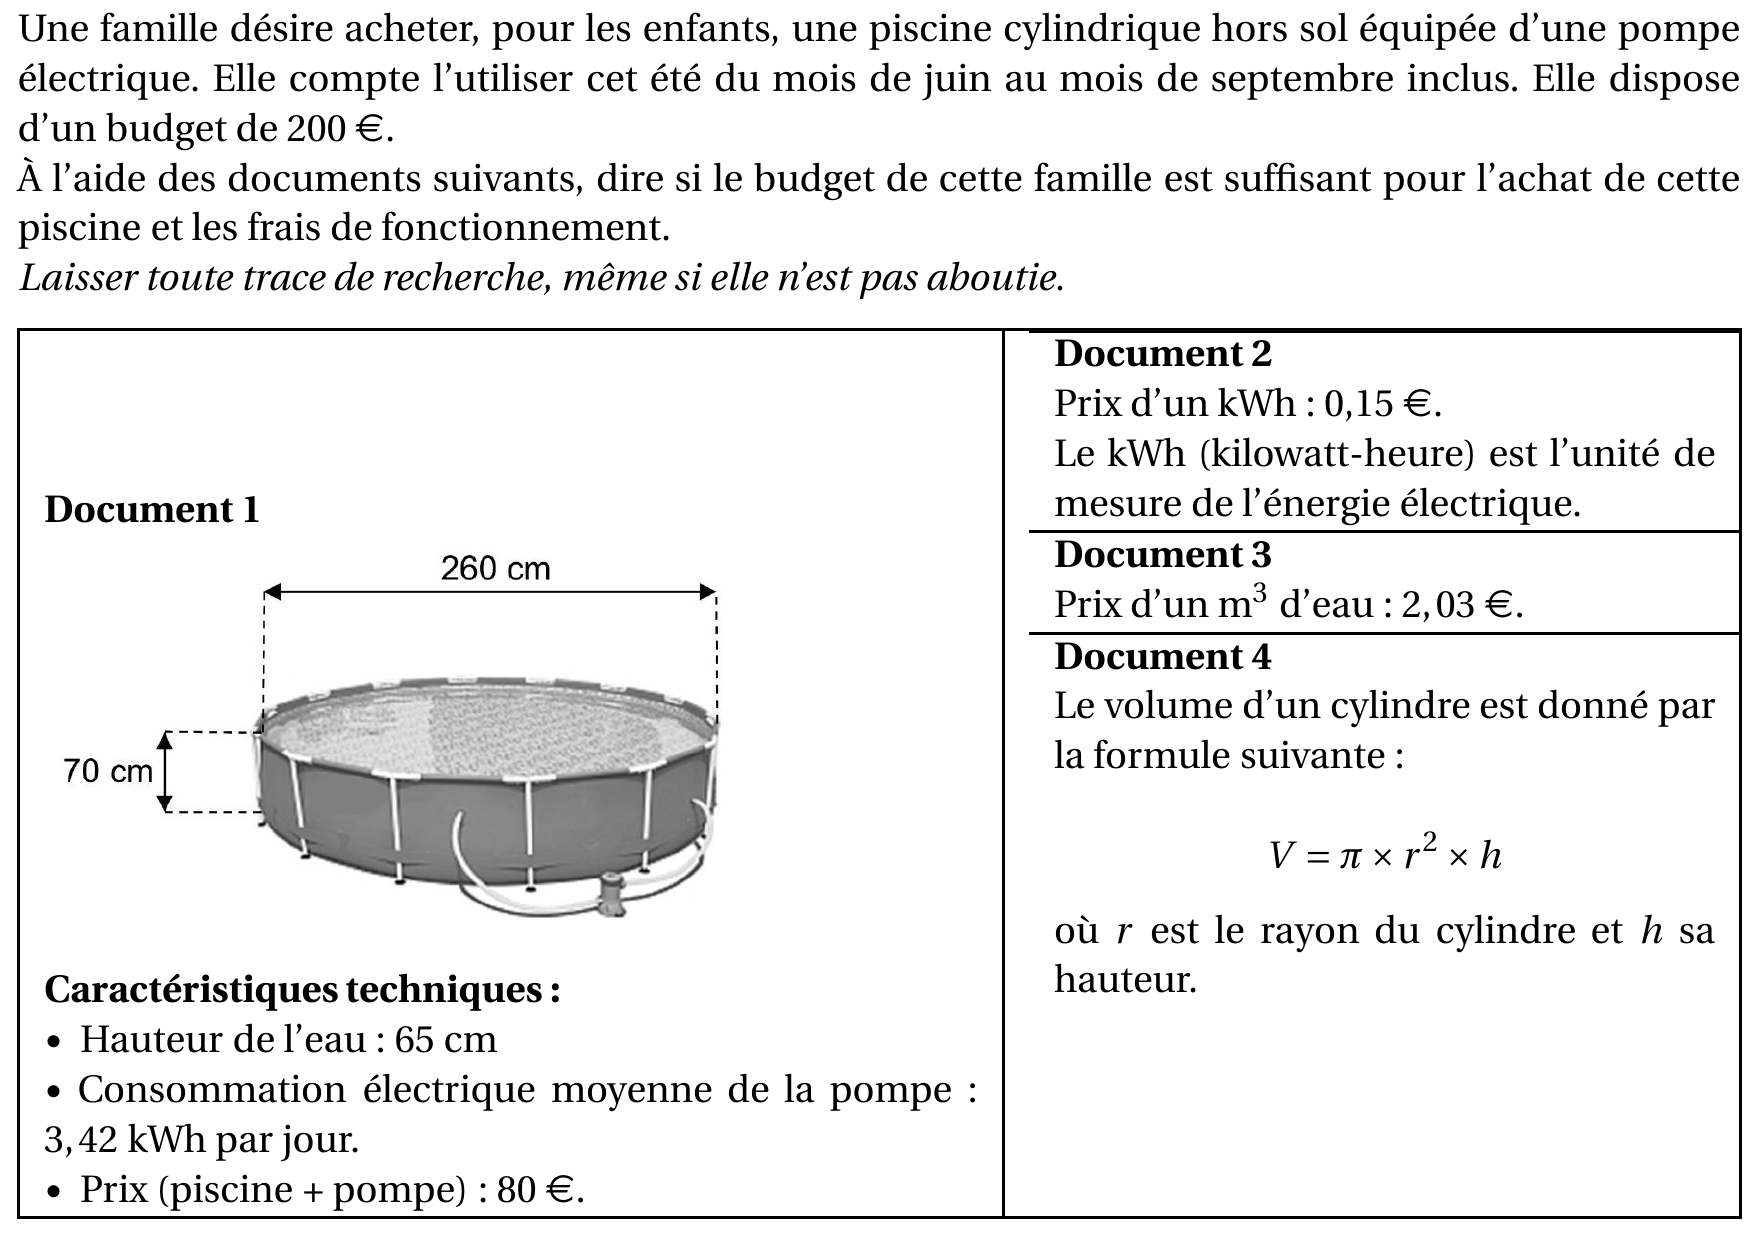 Une famille désire acheter, pour les enfants, une piscine cylindrique hors sol équipée d’une pompe
électrique. Elle compte l’utiliser cet été du mois de juin au mois de septembre inclus. Elle dispose
d’un budget de 200 €.
À l’aide des documents suivants, dire si le budget de cette famille est suffisant pour l’achat de cette
piscine et les frais de fonctionnement.
Laisser toute trace de recherche, même si elle n’est pas aboutie.
Document 1
260 cm
70 cm
Caractéristiques techniques :
• Hauteur de l’eau : 65 cm
• Consommation électrique moyenne de la pompe :
3,42 kWh par jour.
• Prix (piscine + pompe) : 80 €.
Document 2
Prix d’un kWh : 0,15 €.
Le kWh (kilowatt-heure) est l’unité de
mesure de l’énergie électrique.
Document 3
Prix d’un m³ d’eau : 2,03 €.
Document 4
Le volume d’un cylindre est donné par
la formule suivante :
V = π × r² × h
où r est le rayon du cylindre et h sa
hauteur.